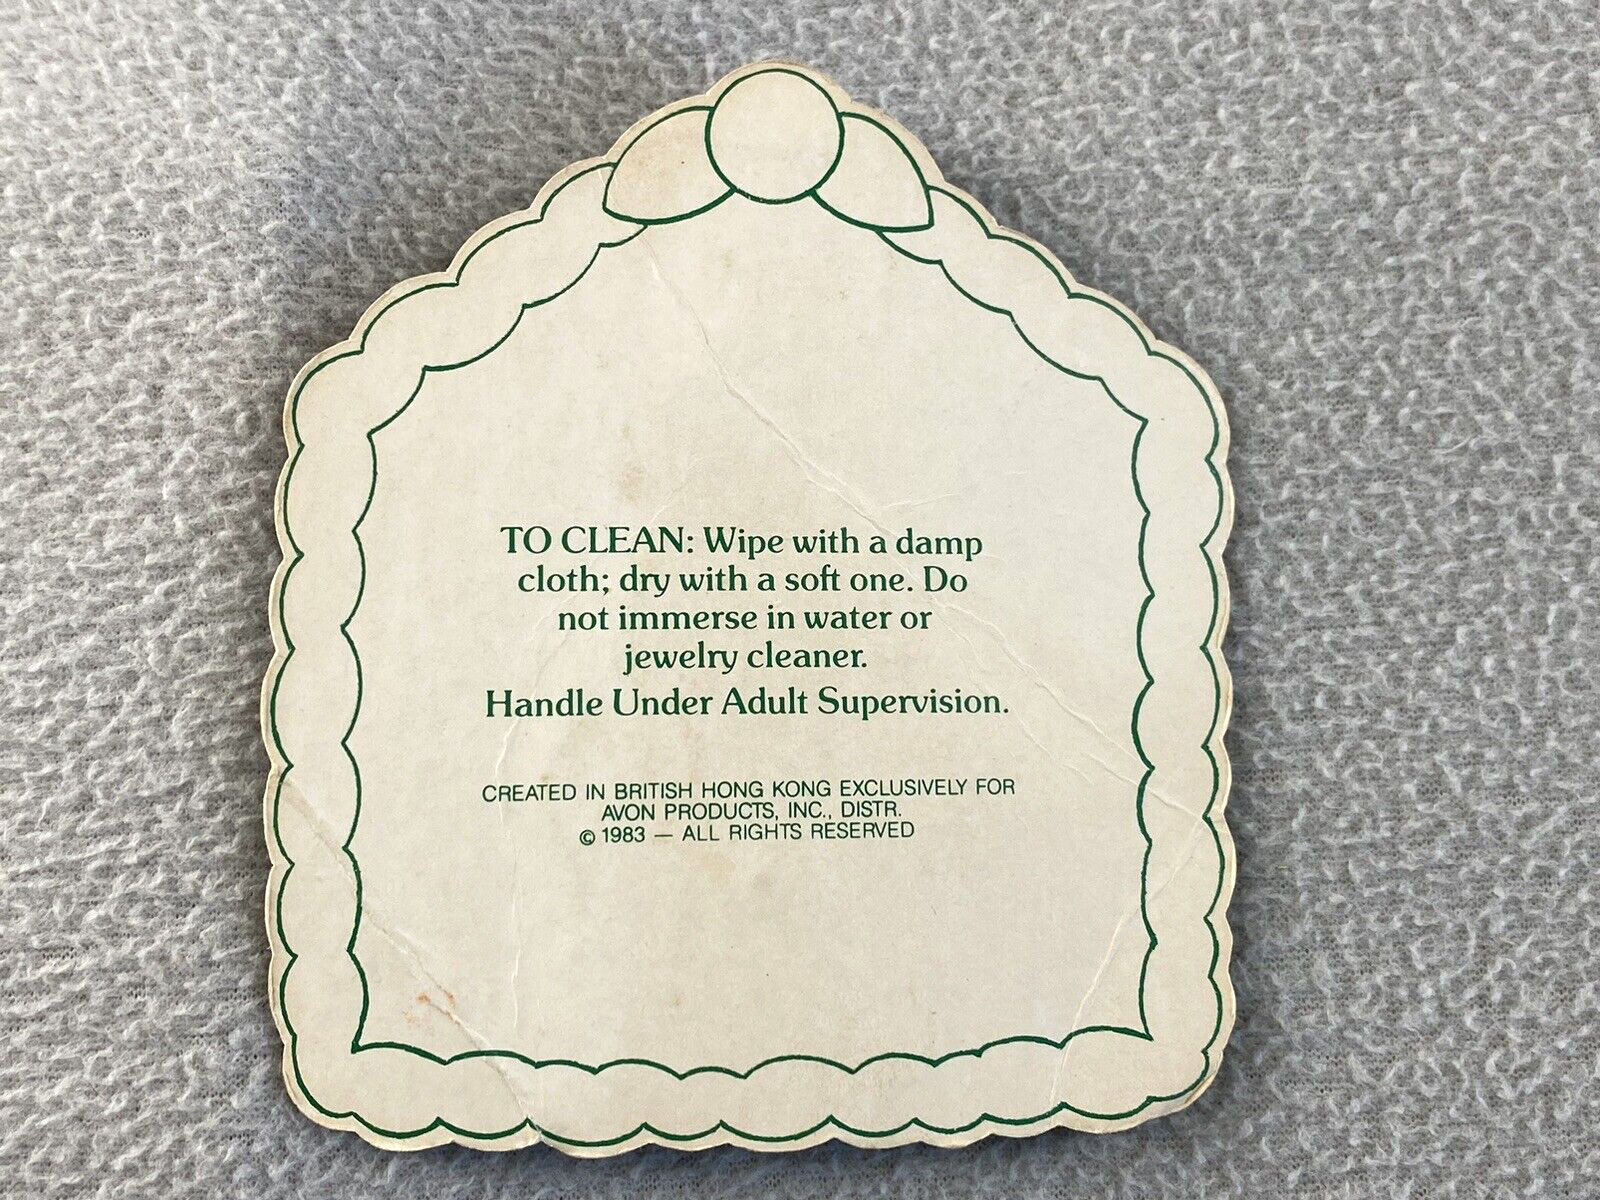 TO CLEAN: Wipe with a damp
cloth; dry with a soft one. Do
not immerse in water or
jewelry cleaner.
Handle Under Adult Supervision.
CREATED IN BRITISH HONG KONG EXCLUSIVELY FOR
AVON PRODUCTS, INC., DISTR.
© 1983 — ALL RIGHTS RESERVED